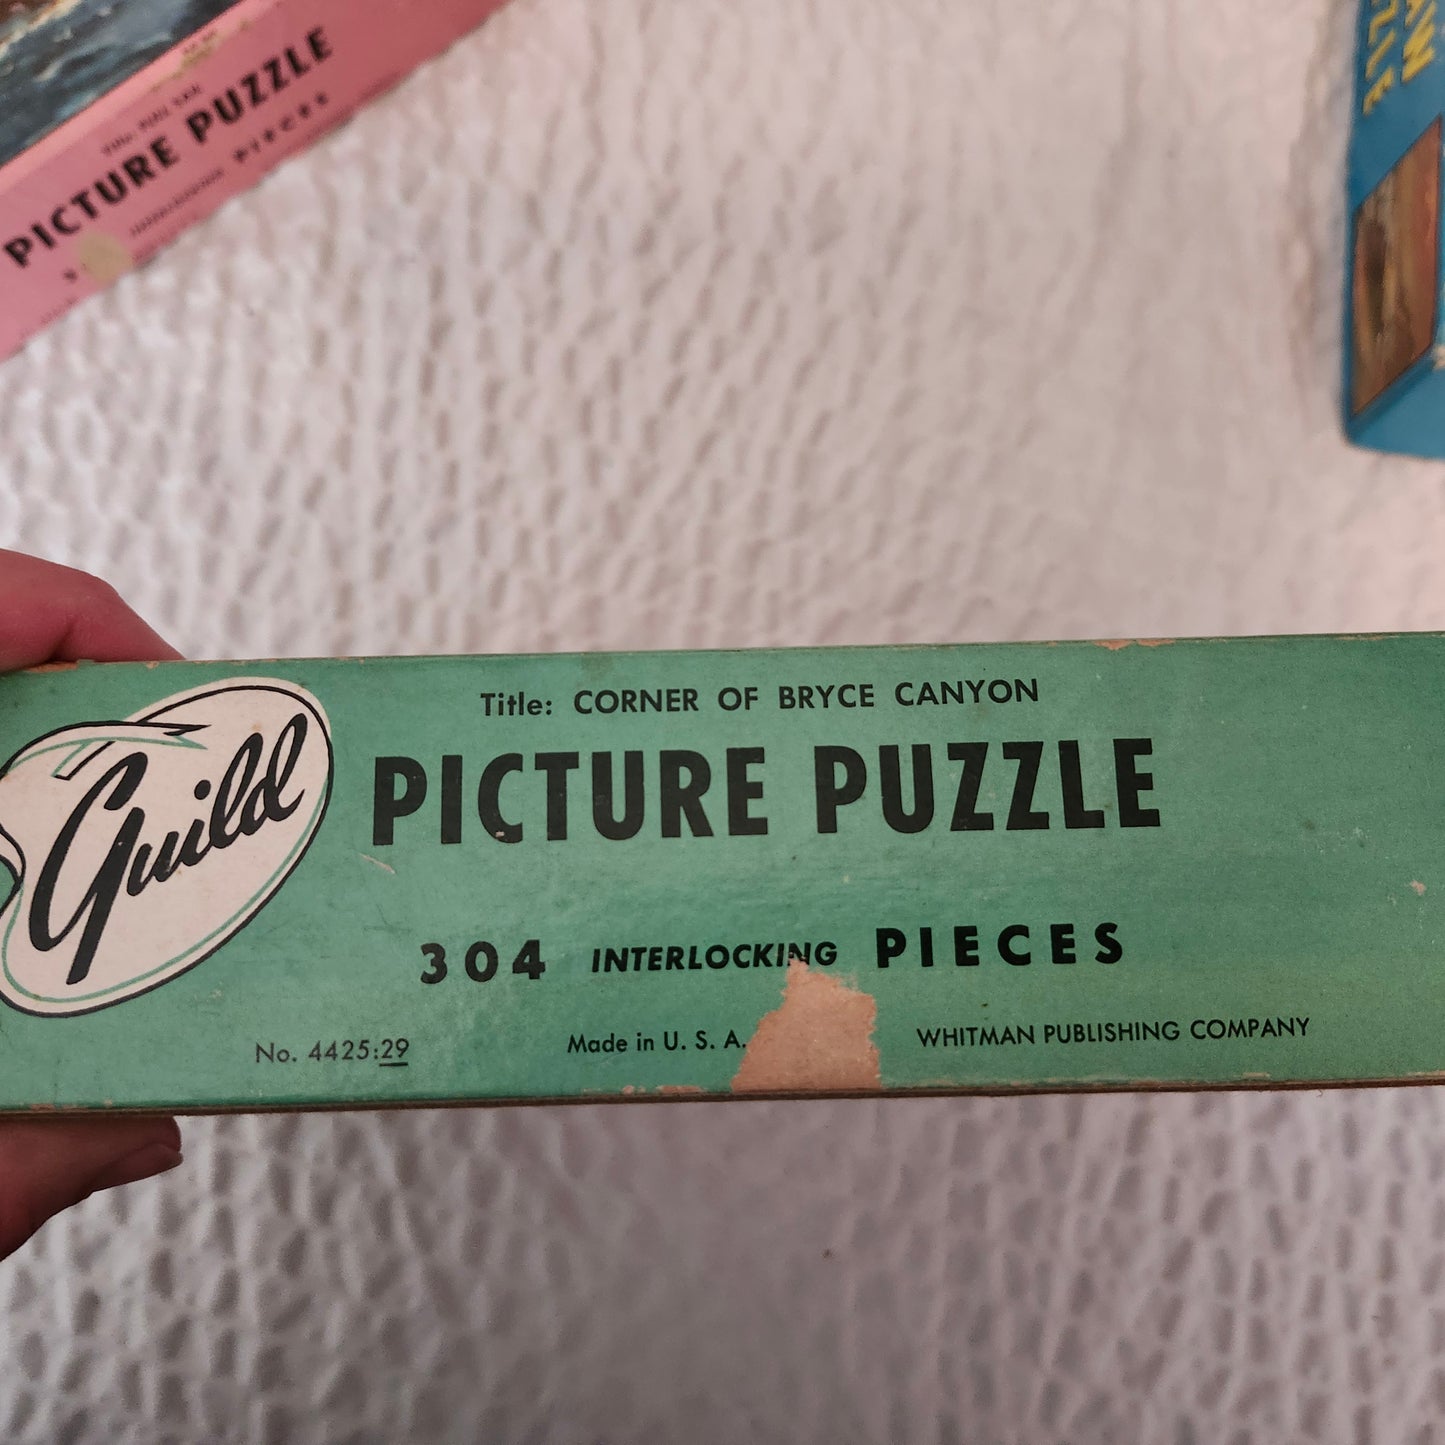 PICTURE PUZZLE
PIECES
Title: CORNER OF BRYCE CANYON
Guild
PICTURE PUZZLE
304 INTERLOCKING PIECES
No. 4425:29
Made in U. S. A.
WHITMAN PUBLISHING COMPANY